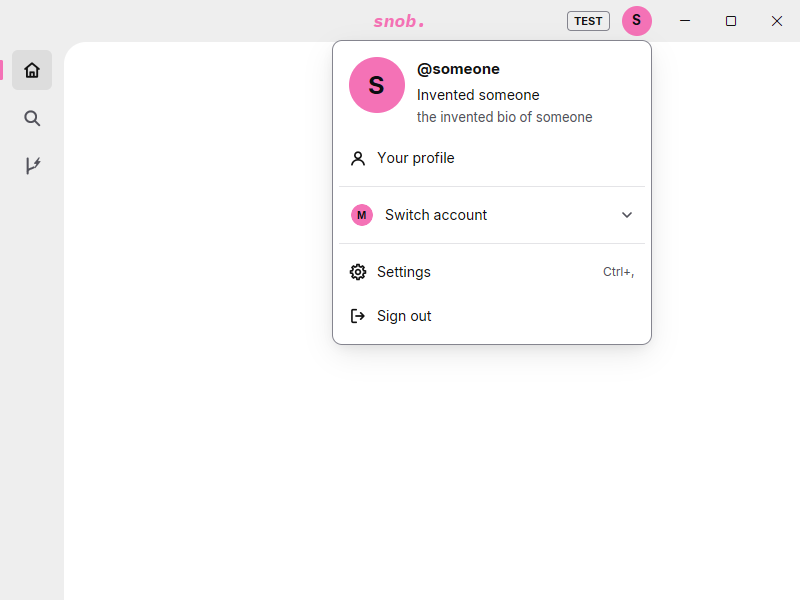 snob.
TEST
S
S
@someone
Invented someone
the invented bio of someone
Your profile
M
Switch account
Settings
Ctrl+,
Sign out